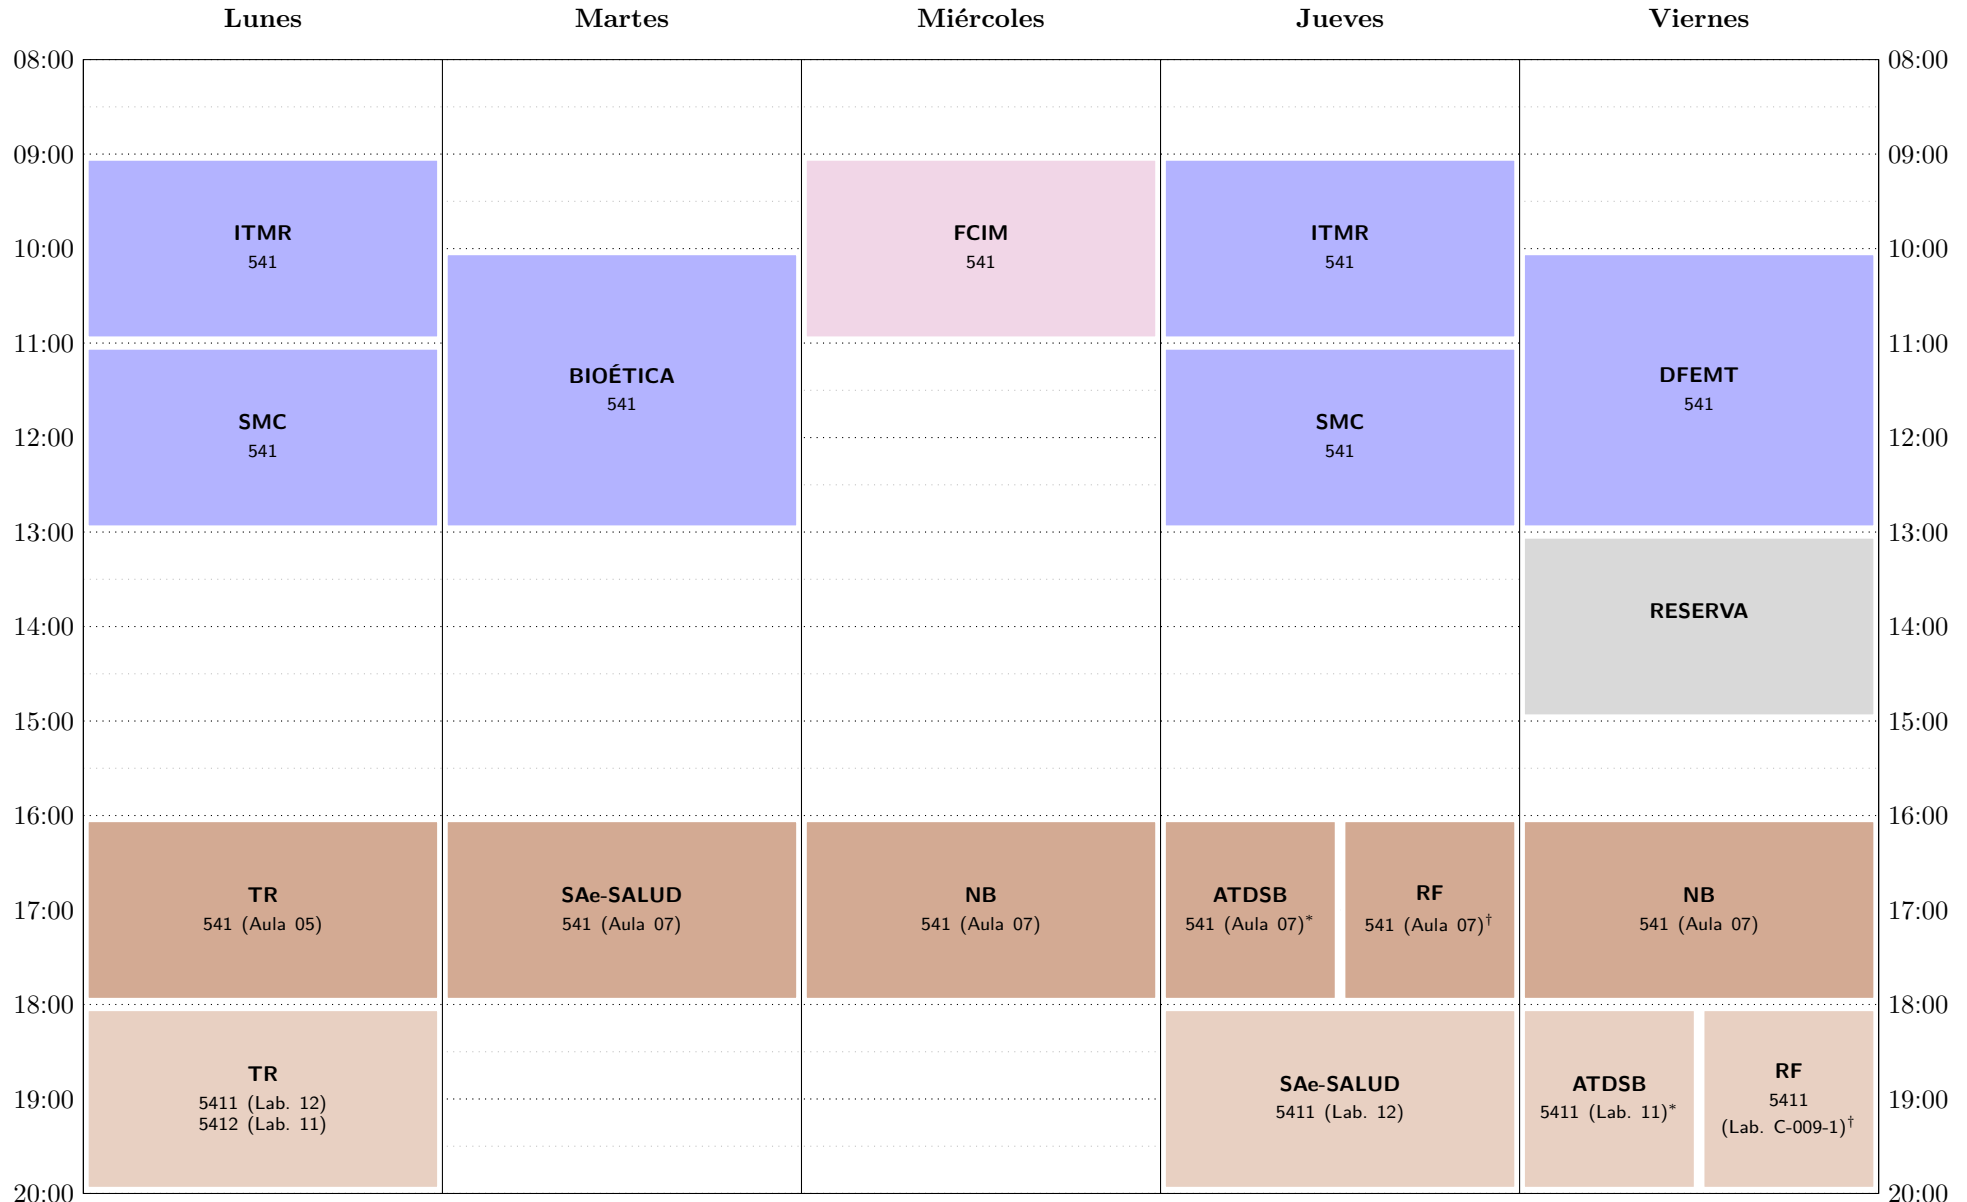 Lunes Martes Miércoles Jueves Viernes
08:00 08:00
09:00 09:00
ITMR FCIM ITMR
10:00 10:00
541 541 541
11:00 11:00
BIOÉTICA DFEMT
541 541
SMC SMC
12:00 12:00
541 541
13:00 13:00
RESERVA
14:00 14:00
15:00 15:00
16:00 16:00
TR SAe-SALUD NB ATDSB RF NB
17:00 17:00
541 (Aula 05) 541 (Aula 07) 541 (Aula 07) 541 (Aula 07)* 541 (Aula 07)† 541 (Aula 07)
18:00 18:00
TR SAe-SALUD ATDSB RF
19:00 19:00
5411 (Lab. 12) 5411 (Lab. 12) 5411 (Lab. 11)* 5411
5412 (Lab. 11) (Lab. C-009-1)†
20:00 20:00